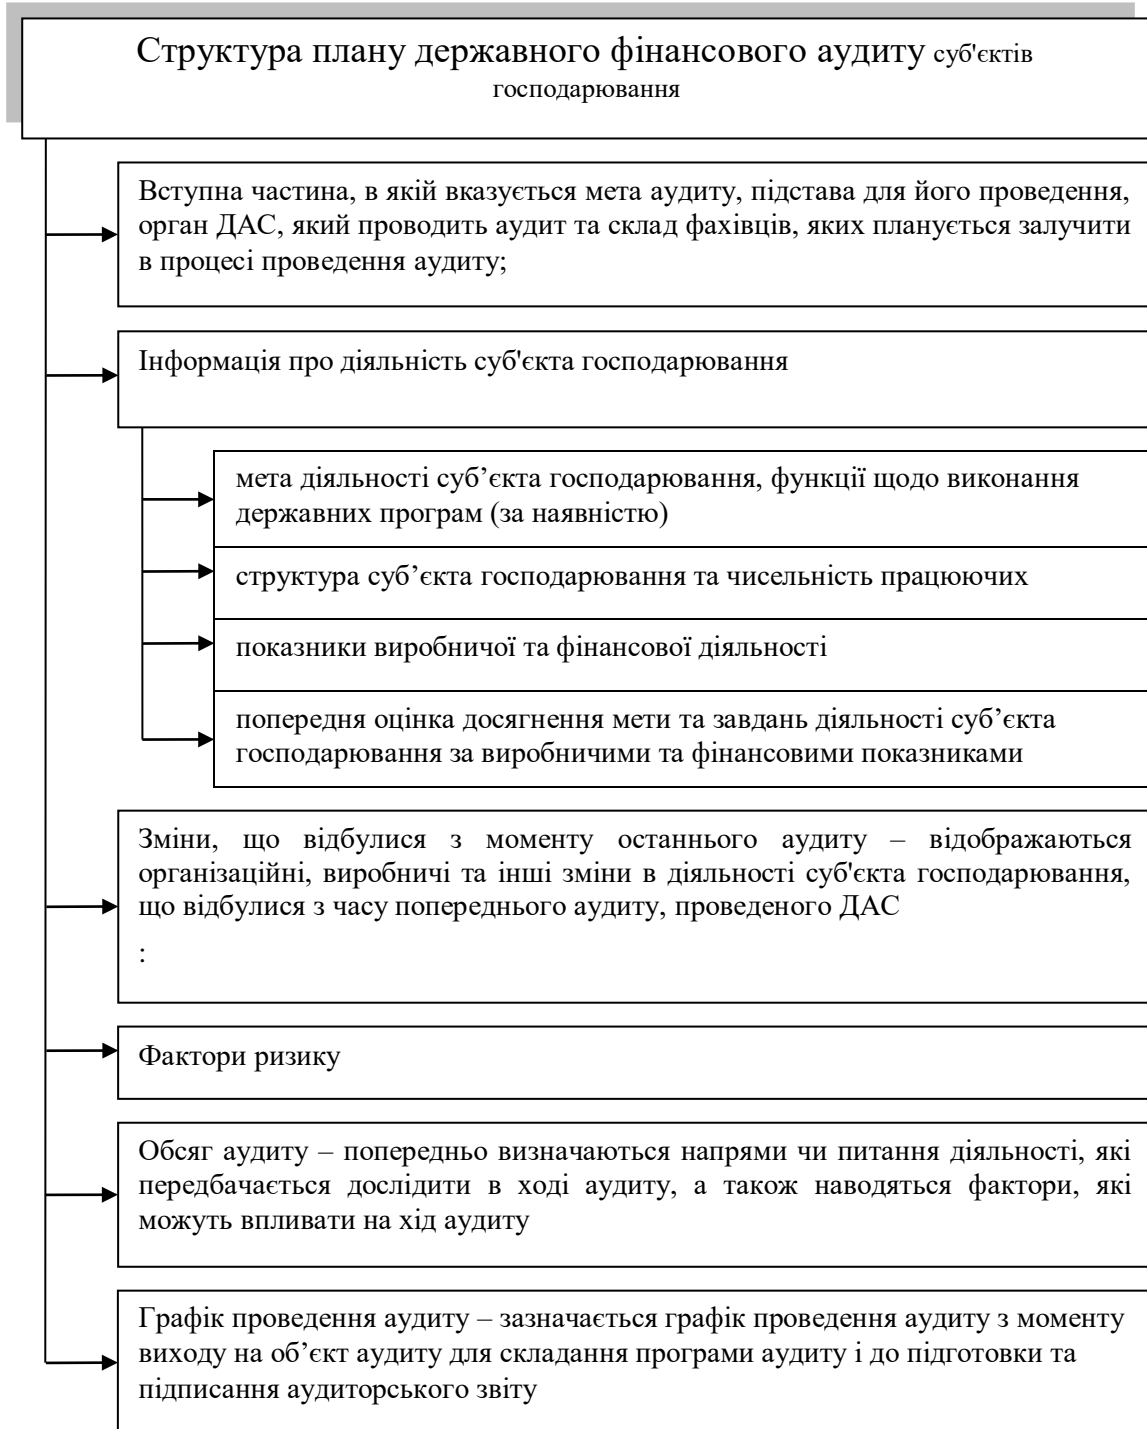 Структура плану державного фінансового аудиту суб'єктів
господарювання
Вступна частина, в якій вказується мета аудиту, підстава для його проведення,
орган ДАС, який проводить аудит та склад фахівців, яких планується залучити
в процесі проведення аудиту;
Інформація про діяльність суб'єкта господарювання
мета діяльності суб’єкта господарювання, функції щодо виконання
державних програм (за наявністю)
структура суб’єкта господарювання та чисельність працюючих
показники виробничої та фінансової діяльності
попередня оцінка досягнення мети та завдань діяльності суб’єкта
господарювання за виробничими та фінансовими показниками
Зміни, що відбулися з моменту останнього аудиту – відображаються
організаційні, виробничі та інші зміни в діяльності суб'єкта господарювання,
що відбулися з часу попереднього аудиту, проведеного ДАС
:
Фактори ризику
Обсяг аудиту – попередньо визначаються напрями чи питання діяльності, які
передбачається дослідити в ході аудиту, а також наводяться фактори, які
можуть впливати на хід аудиту
Графік проведення аудиту – зазначається графік проведення аудиту з моменту
виходу на об’єкт аудиту для складання програми аудиту і до підготовки та
підписання аудиторського звіту